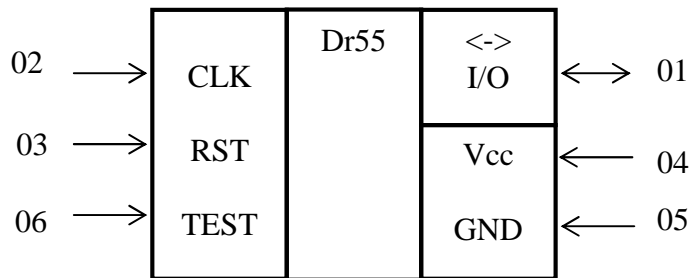 Dr55 <->
02 CLK I/O 01
03 RST Vcc 04
06 TEST GND 05